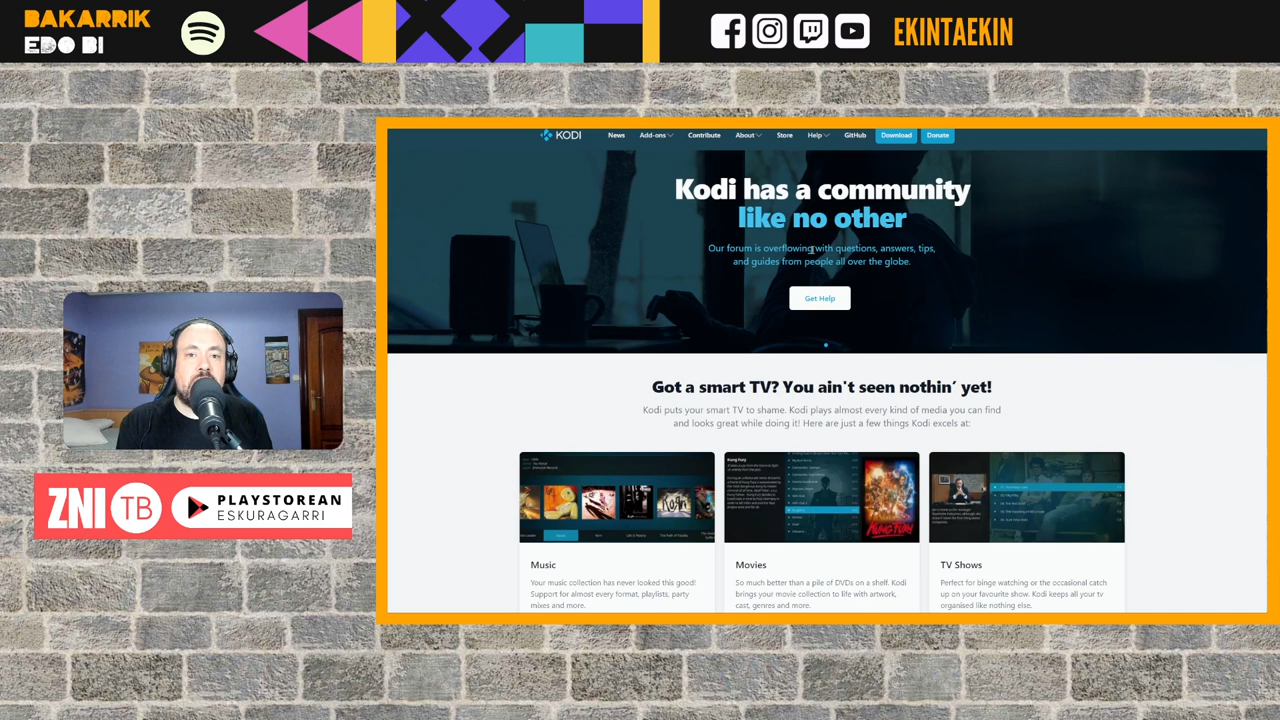 BAKARRIK
EDO BI
EKINTAEKIN
KODI
News
Add-ons
Contribute
About
Store
Help
GitHub
Download
Donate
Kodi has a community
like no other
Our forum is overflowing with questions, answers, tips,
and guides from people all over the globe.
Get Help
Got a smart TV? You ain't seen nothin' yet!
Kodi puts your smart TV to shame. Kodi plays almost every kind of media you can find
and looks great while doing it! Here are just a few things Kodi excels at:
Kung Fury
KUNG FURY
Music
Your music collection has never looked this good!
Support for almost every format, playlists, party
mixes and more.
Movies
So much better than a pile of DVDs on a shelf. Kodi
brings your movie collection to life with artwork,
cast, genres and more.
TV Shows
Perfect for binge watching or the occasional catch
up on your favourite show. Kodi keeps all your tv
organised like nothing else.
TB
PLAYSTOREAN
ESKURAGARRI